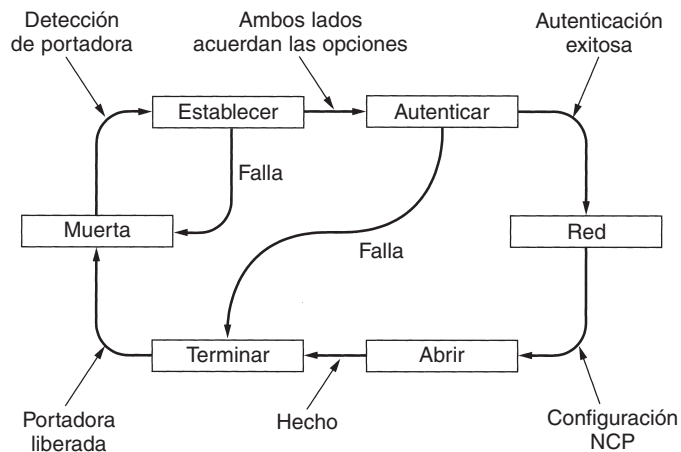 Detección
de portadora
Ambos lados
acuerdan las opciones
Autenticación
exitosa
Establecer
Autenticar
Falla
Muerta
Red
Falla
Terminar
Abrir
Portadora
liberada
Hecho
Configuración
NCP